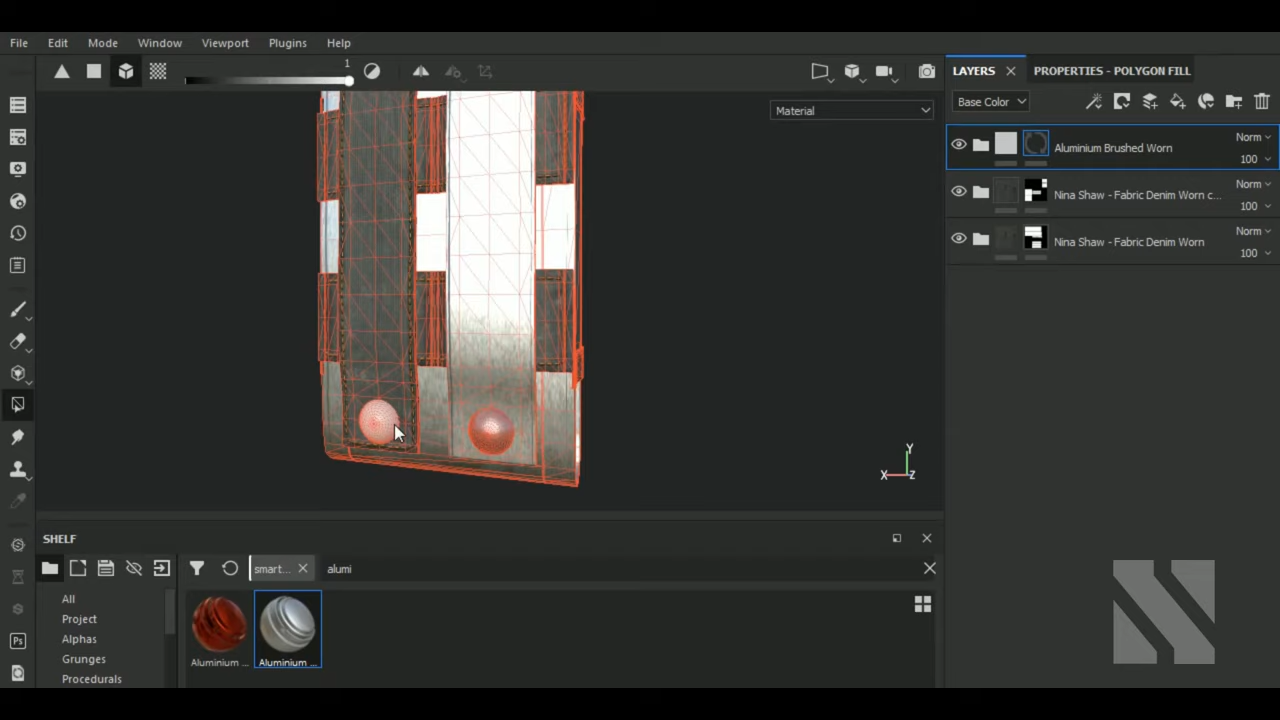 File Edit Mode Window Viewport Plugins Help
1
LAYERS PROPERTIES - POLYGON FILL
Base Color
Material
Norm
Aluminium Brushed Worn
100
Norm
Nina Shaw - Fabric Denim Worn c...
100
Norm
Nina Shaw - Fabric Denim Worn
100
Y
X Z
SHELF
smart... alumi
All
Project
Alphas
Grunges
Procedurals
Aluminium ... Aluminium ...
Ps